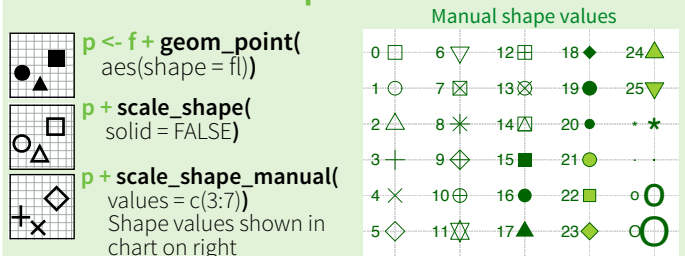 Manual shape values
p <- f + geom_point(
aes(shape = fl))
p + scale_shape(
solid = FALSE)
p + scale_shape_manual(
values = c(3:7))
Shape values shown in
chart on right
0 6 12 18 24
1 7 13 19 25
2 8 14 20 * *
3 9 15 21 . .
4 10 16 22 o o
5 11 17 23 O O